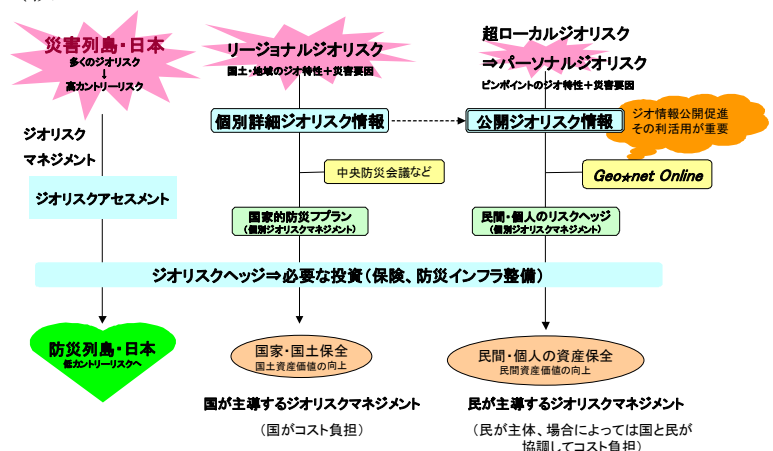 災害列島・日本
多くのジオリスク
↓
高カントリーリスク
ジオリスク
マネジメント
ジオリスクアセスメント
防災列島・日本
低カントリーリスクへ
リージョナルジオリスク
国土・地域のジオ特性＋災害要因
個別詳細ジオリスク情報
中央防災会議など
国家的防災フプラン
（個別ジオリスクマネジメント）
超ローカルジオリスク
⇒パーソナルジオリスク
ピンポイントのジオ特性＋災害要因
公開ジオリスク情報
ジオ情報公開促進
その利活用が重要
Geo★net Online
民間・個人のリスクヘッジ
（個別ジオリスクマネジメント）
ジオリスクヘッジ⇒必要な投資（保険、防災インフラ整備）
国家・国土保全
国土資産価値の向上
国が主導するジオリスクマネジメント
（国がコスト負担）
民間・個人の資産保全
民間資産価値の向上
民が主導するジオリスクマネジメント
（民が主体、場合によっては国と民が
協調してコスト負担）